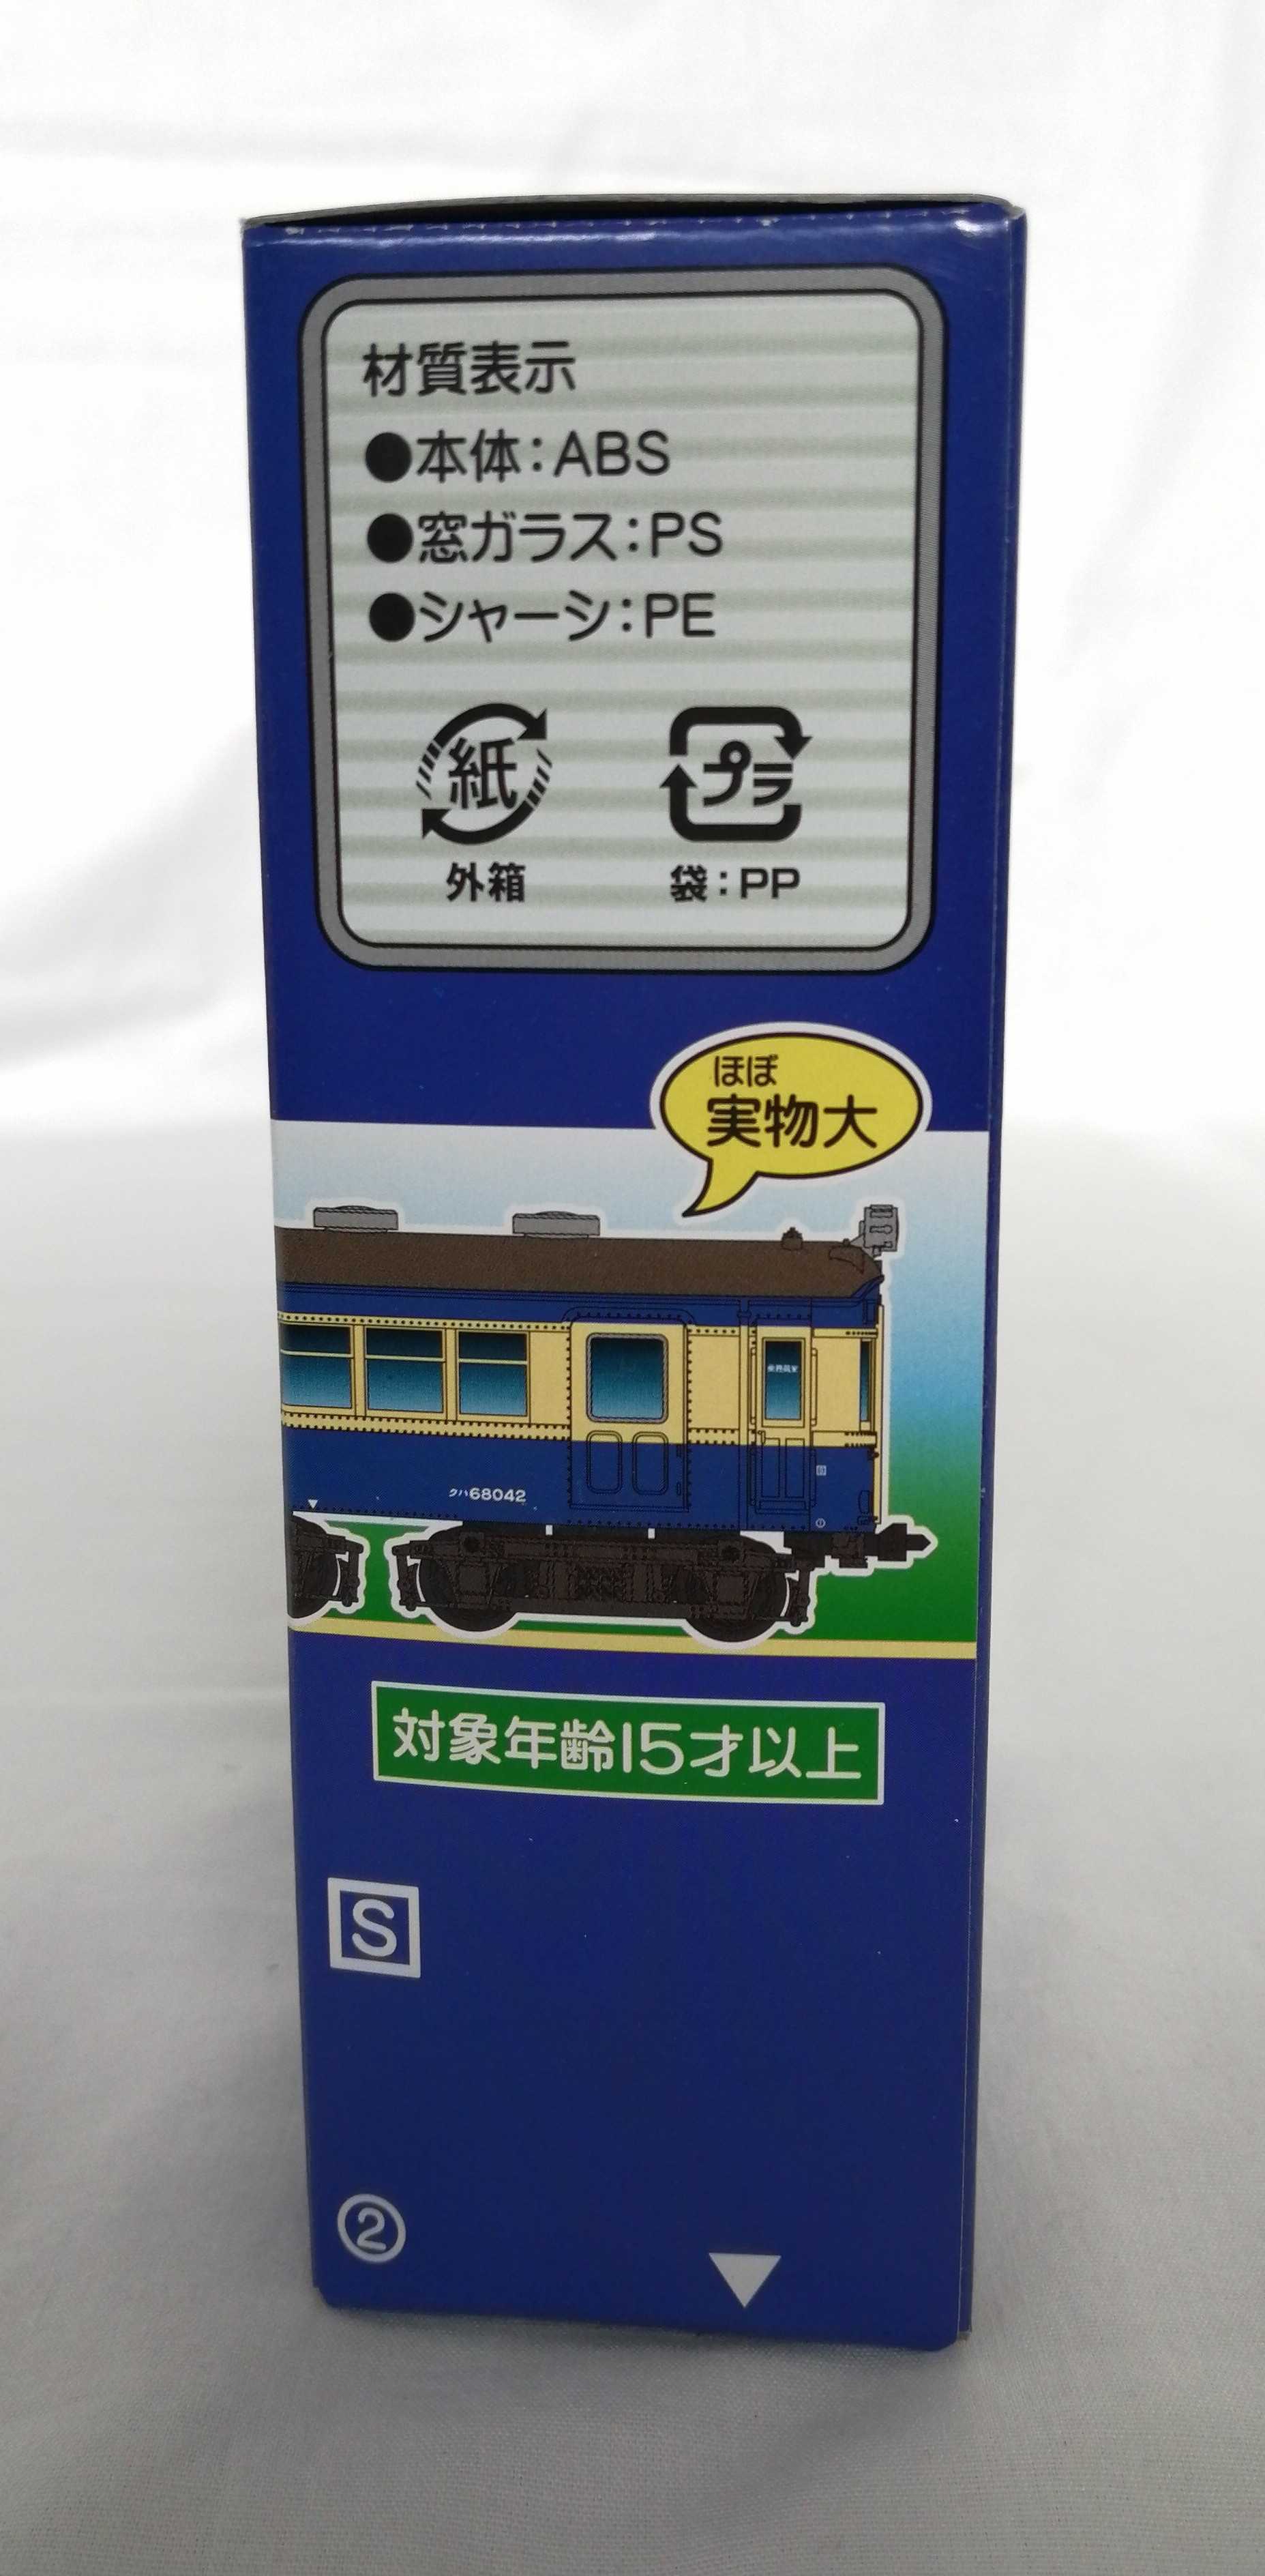 材質表示
●本体:ABS
●窓ガラス:PS
●シャーシ:PE
紙
プラ
外箱
袋:PP
ほぼ
実物大
クハ68042
対象年齢15才以上
S
②